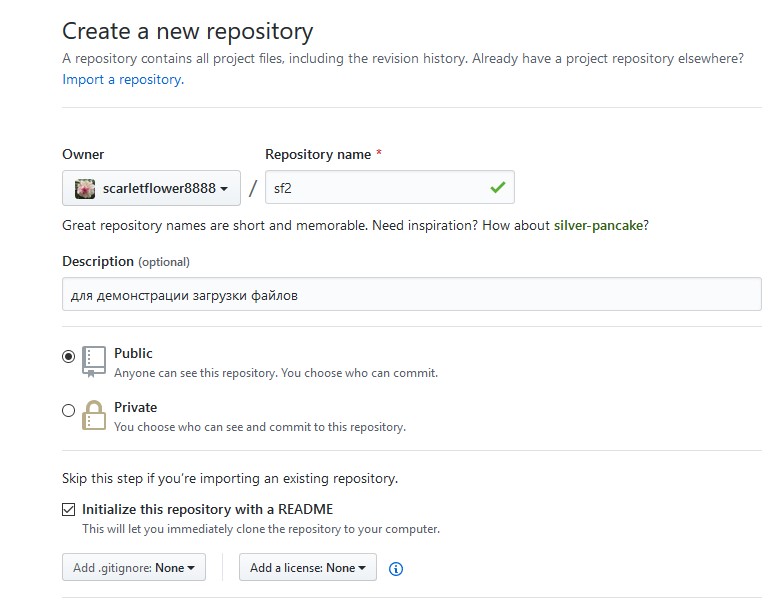 Create a new repository
A repository contains all project files, including the revision history. Already have a project repository elsewhere?
Import a repository.
Owner
Repository name *
scarletflower8888 / sf2
Great repository names are short and memorable. Need inspiration? How about silver-pancake?
Description (optional)
для демонстрации загрузки файлов
Public
Anyone can see this repository. You choose who can commit.
Private
You choose who can see and commit to this repository.
Skip this step if you’re importing an existing repository.
Initialize this repository with a README
This will let you immediately clone the repository to your computer.
Add .gitignore: None
Add a license: None